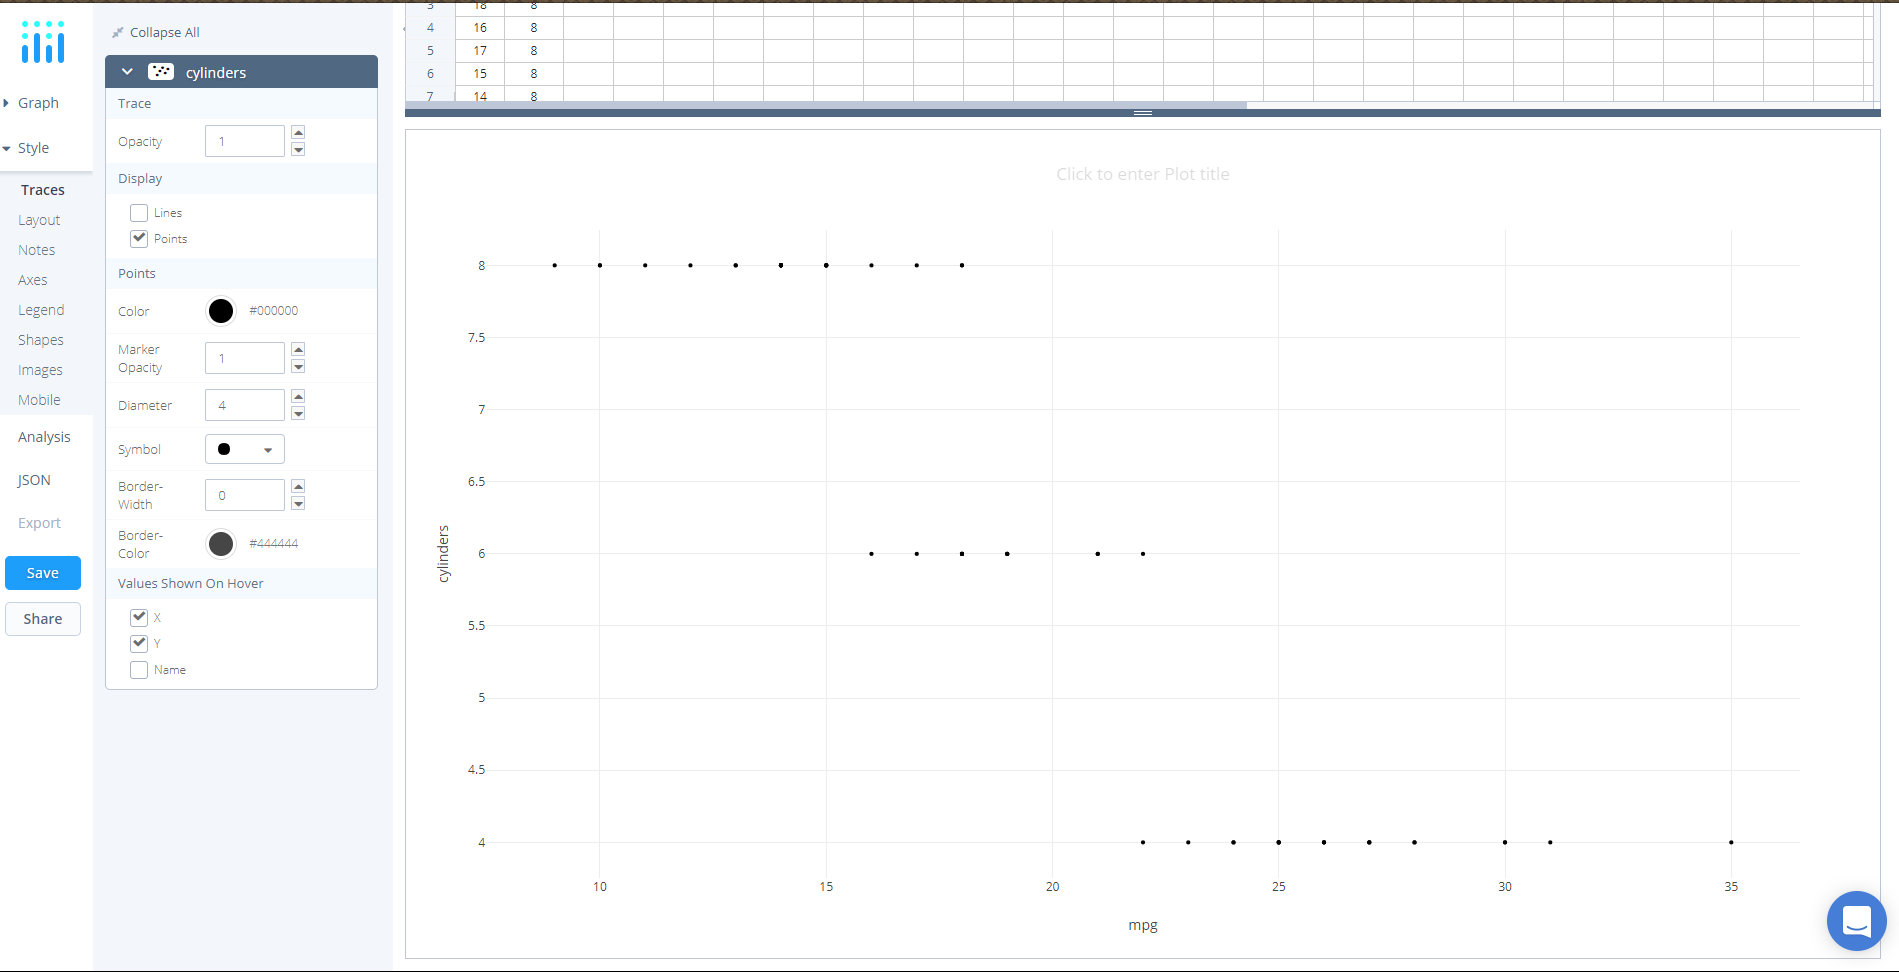 Collapse All
cylinders
Graph
Trace
Opacity
1
Style
Display
Traces
Lines
Layout
Points
Notes
Points
Axes
Color
#000000
Legend
Shapes
Marker
Opacity
1
Images
Mobile
Diameter
4
Analysis
Symbol
JSON
Border-
Width
0
Export
Border-
Color
#444444
Save
Values Shown On Hover
Share
X
Y
Name
3 18 8
4 16 8
5 17 8
6 15 8
7 14 8
Click to enter Plot title
8
7.5
7
6.5
6
5.5
5
4.5
4
cylinders
10 15 20 25 30 35
mpg